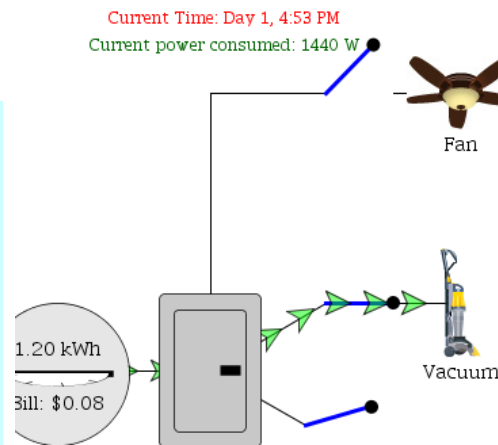 Current Time: Day 1, 4:53 PM
Current power consumed: 1440 W
Fan
1.20 kWh
Vacuum
Bill: $0.08